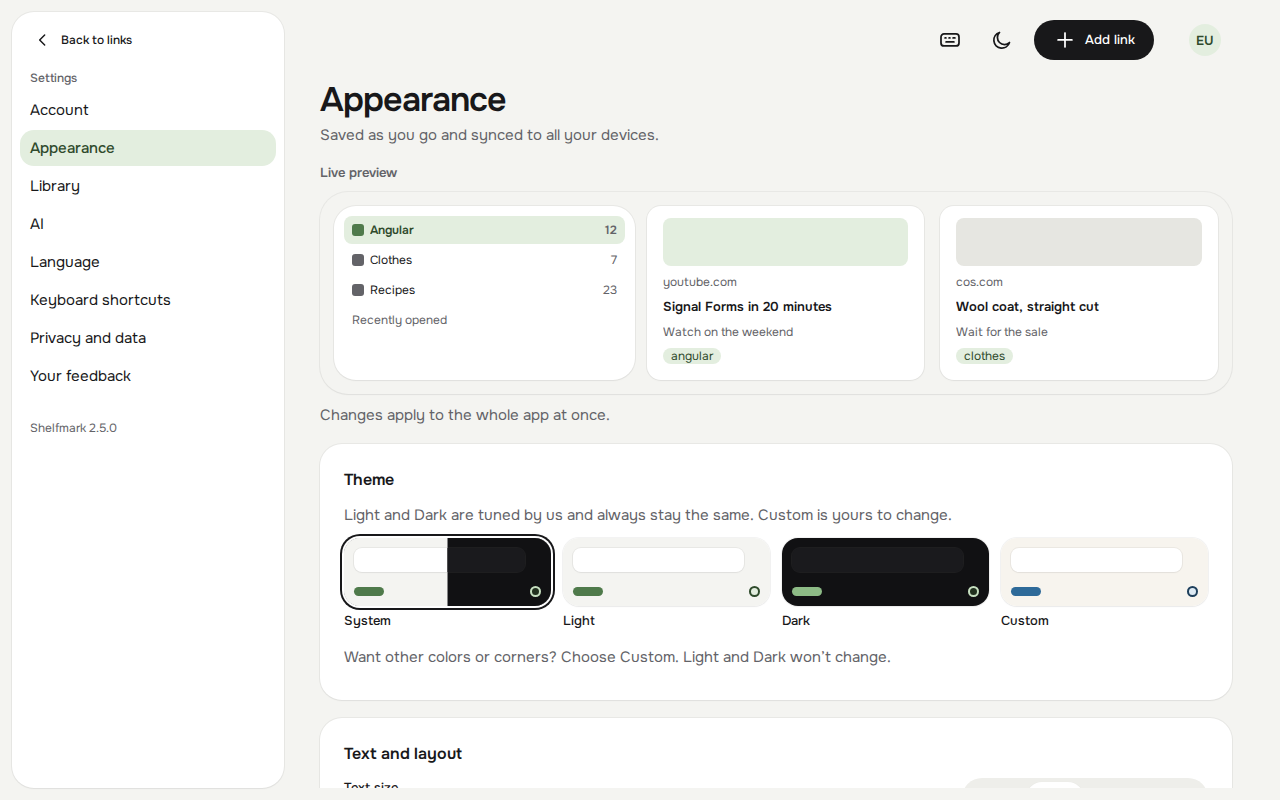 Back to links
Settings
Account
Appearance
Library
AI
Language
Keyboard shortcuts
Privacy and data
Your feedback
Shelfmark 2.5.0
Add link
EU
Appearance
Saved as you go and synced to all your devices.
Live preview
Angular 12
Clothes 7
Recipes 23
Recently opened
youtube.com
Signal Forms in 20 minutes
Watch on the weekend
angular
cos.com
Wool coat, straight cut
Wait for the sale
clothes
Changes apply to the whole app at once.
Theme
Light and Dark are tuned by us and always stay the same. Custom is yours to change.
System
Light
Dark
Custom
Want other colors or corners? Choose Custom. Light and Dark won’t change.
Text and layout
Text size